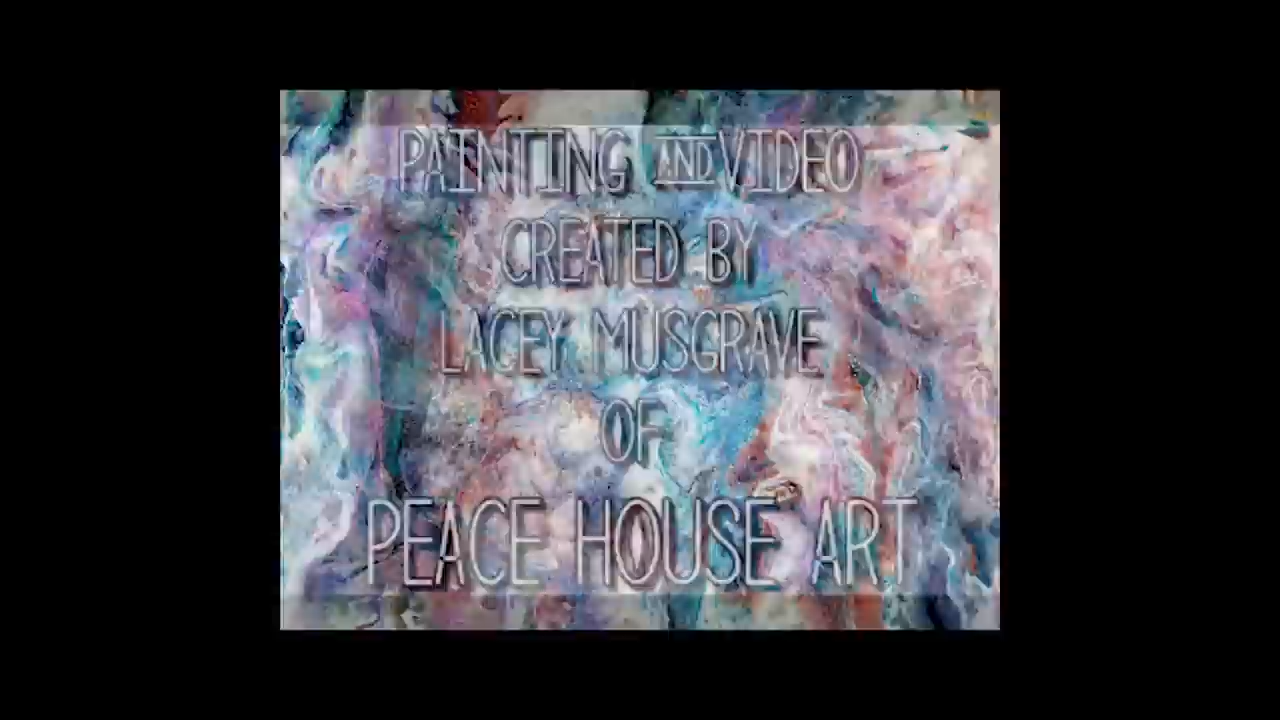 PAINTING AND VIDEO
CREATED BY
LACEY MUSGRAVE
OF
PEACE HOUSE ART